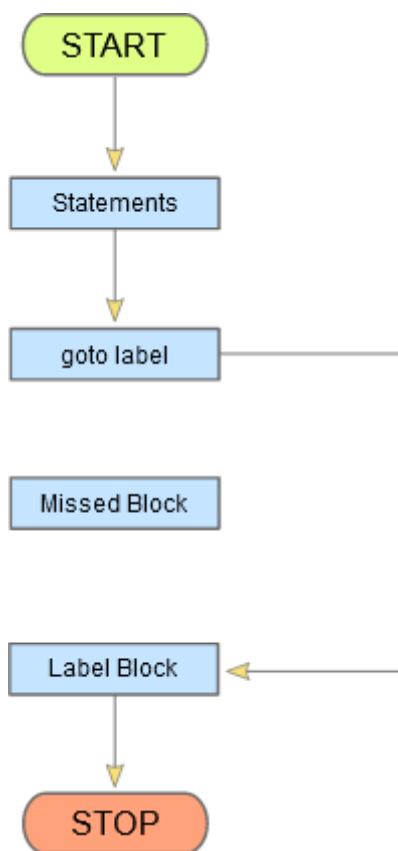 START
Statements
goto label
Missed Block
Label Block
STOP